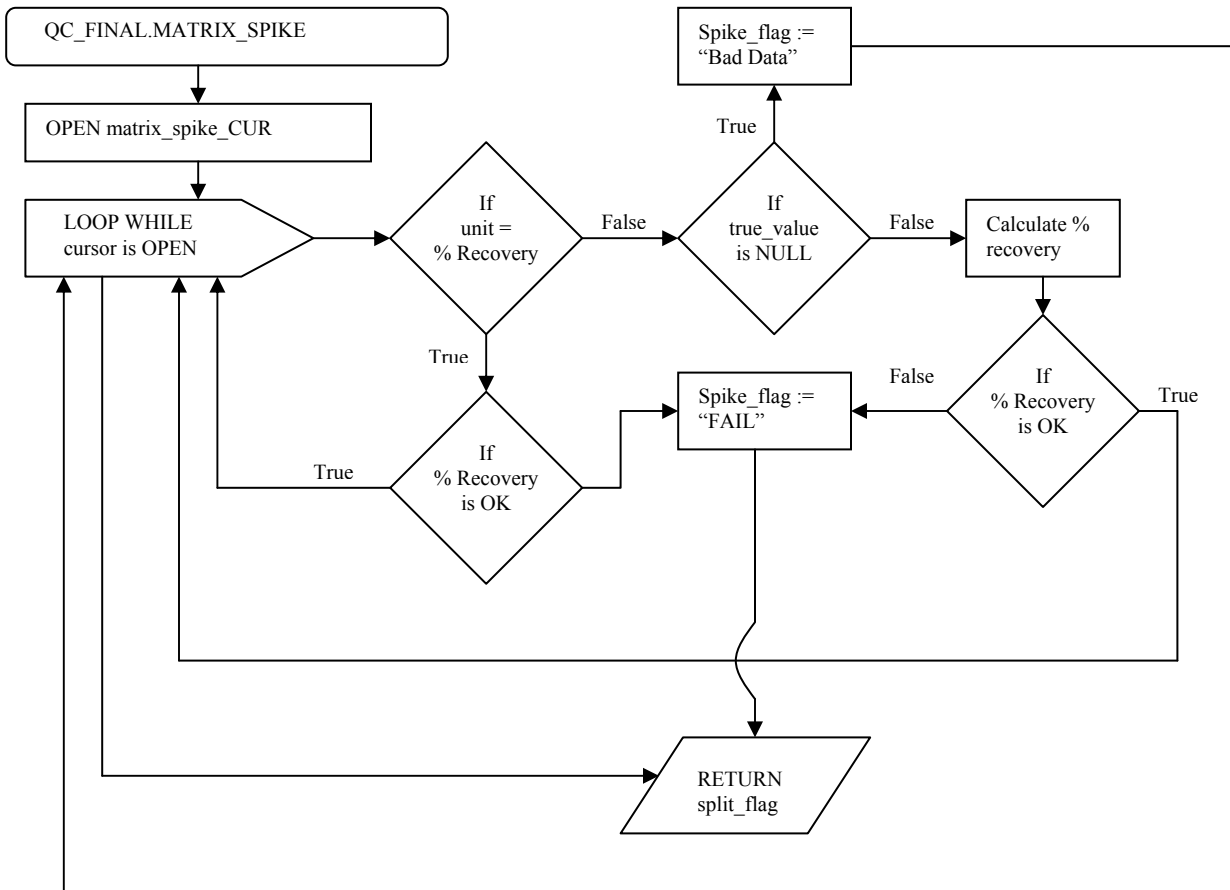 QC_FINAL.MATRIX_SPIKE
OPEN matrix_spike_CUR
LOOP WHILE
cursor is OPEN
If
unit =
% Recovery
False
True
If
true_value
is NULL
True
Spike_flag :=
“Bad Data”
False
Calculate %
recovery
If
% Recovery
is OK
True
False
Spike_flag :=
“FAIL”
If
% Recovery
is OK
True
RETURN
split_flag